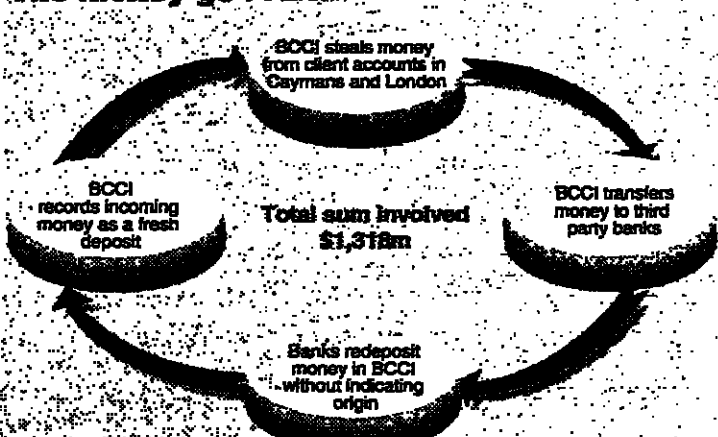 BCCI steals money
from client accounts in
Caymans and London
BCCI transfers
money to third
party banks
Banks redeposit
money in BCCI
without indicating
origin
BCCI
records incoming
money as a fresh
deposit
Total sum involved
$1,318m